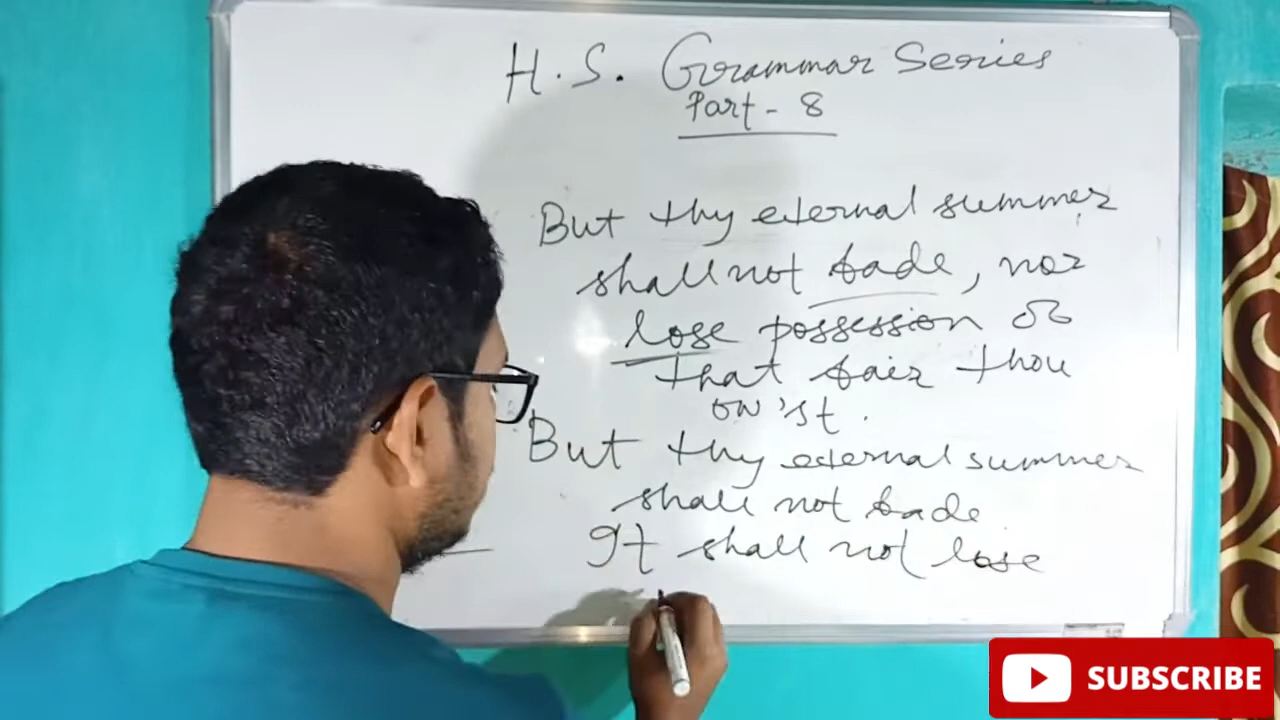 H.S. Grammar Series
Part - 8
But thy eternal summer
shall not fade, nor
lose possession of
that fair thou
ow'st.
But thy eternal summer
shall not fade
It shall not lose
SUBSCRIBE